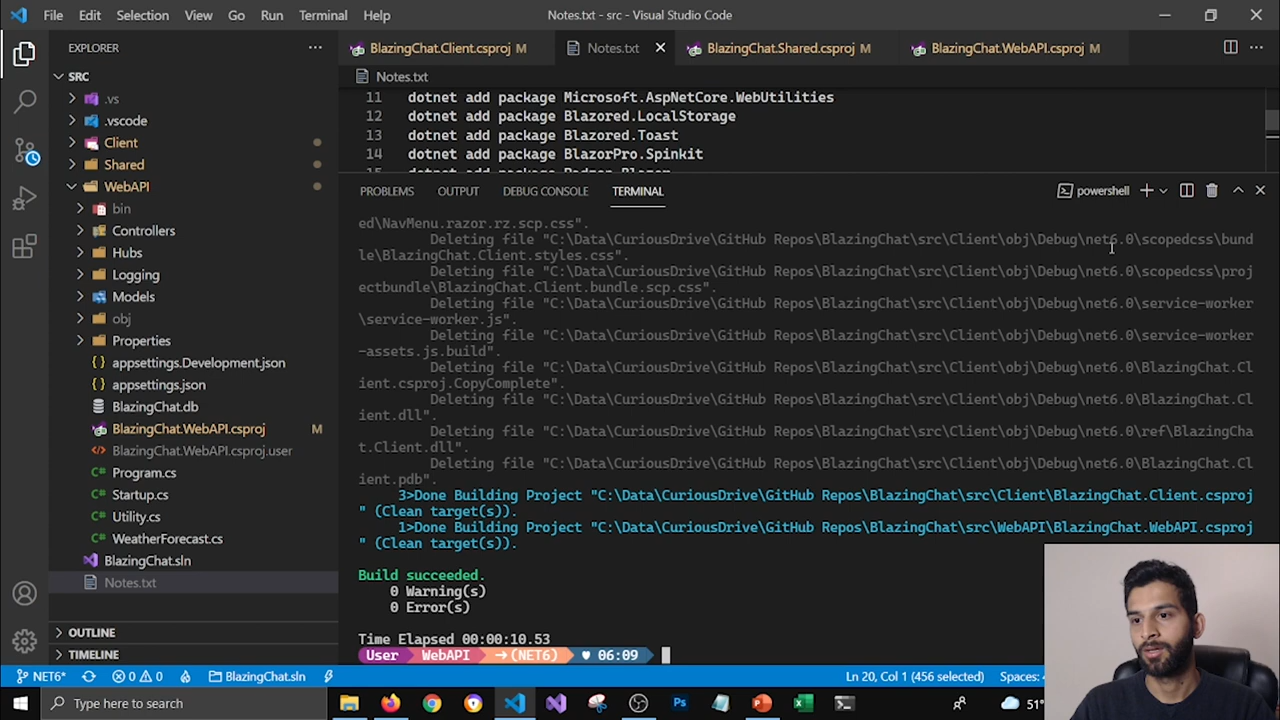 File Edit Selection View Go Run Terminal Help Notes.txt - src - Visual Studio Code
EXPLORER
BlazingChat.Client.csproj M Notes.txt BlazingChat.Shared.csproj M BlazingChat.WebAPI.csproj M
SRC
.vs
.vscode
Client
Shared
WebAPI
bin
Controllers
Hubs
Logging
Models
obj
Properties
appsettings.Development.json
appsettings.json
BlazingChat.db
BlazingChat.WebAPI.csproj M
BlazingChat.WebAPI.csproj.user
Program.cs
Startup.cs
Utility.cs
WeatherForecast.cs
BlazingChat.sln
Notes.txt
OUTLINE
TIMELINE
Notes.txt
11 dotnet add package Microsoft.AspNetCore.WebUtilities
12 dotnet add package Blazored.LocalStorage
13 dotnet add package Blazored.Toast
14 dotnet add package BlazorPro.Spinkit
PROBLEMS OUTPUT DEBUG CONSOLE TERMINAL powershell
ed\NavMenu.razor.rz.scp.css".
Deleting file "C:\Data\CuriousDrive\GitHub Repos\BlazingChat\src\Client\obj\Debug\net6.0\scopedcss\bund
le\BlazingChat.Client.styles.css".
Deleting file "C:\Data\CuriousDrive\GitHub Repos\BlazingChat\src\Client\obj\Debug\net6.0\scopedcss\proj
ectbundle\BlazingChat.Client.bundle.scp.css".
Deleting file "C:\Data\CuriousDrive\GitHub Repos\BlazingChat\src\Client\obj\Debug\net6.0\service-worker
\service-worker.js".
Deleting file "C:\Data\CuriousDrive\GitHub Repos\BlazingChat\src\Client\obj\Debug\net6.0\service-worker
-assets.js.build".
Deleting file "C:\Data\CuriousDrive\GitHub Repos\BlazingChat\src\Client\obj\Debug\net6.0\BlazingChat.Cl
ient.csproj.CopyComplete".
Deleting file "C:\Data\CuriousDrive\GitHub Repos\BlazingChat\src\Client\obj\Debug\net6.0\BlazingChat.Cl
ient.dll".
Deleting file "C:\Data\CuriousDrive\GitHub Repos\BlazingChat\src\Client\obj\Debug\net6.0\ref\BlazingCha
t.Client.dll".
Deleting file "C:\Data\CuriousDrive\GitHub Repos\BlazingChat\src\Client\obj\Debug\net6.0\BlazingChat.Cl
ient.pdb".
3>Done Building Project "C:\Data\CuriousDrive\GitHub Repos\BlazingChat\src\Client\BlazingChat.Client.csproj
" (Clean target(s)).
1>Done Building Project "C:\Data\CuriousDrive\GitHub Repos\BlazingChat\src\WebAPI\BlazingChat.WebAPI.csproj
" (Clean target(s)).
Build succeeded.
0 Warning(s)
0 Error(s)
Time Elapsed 00:00:10.53
User WebAPI →(NET6) ♥ 06:09
NET6* 0 0 BlazingChat.sln Ln 20, Col 1 (456 selected) Spaces:
Type here to search 51°